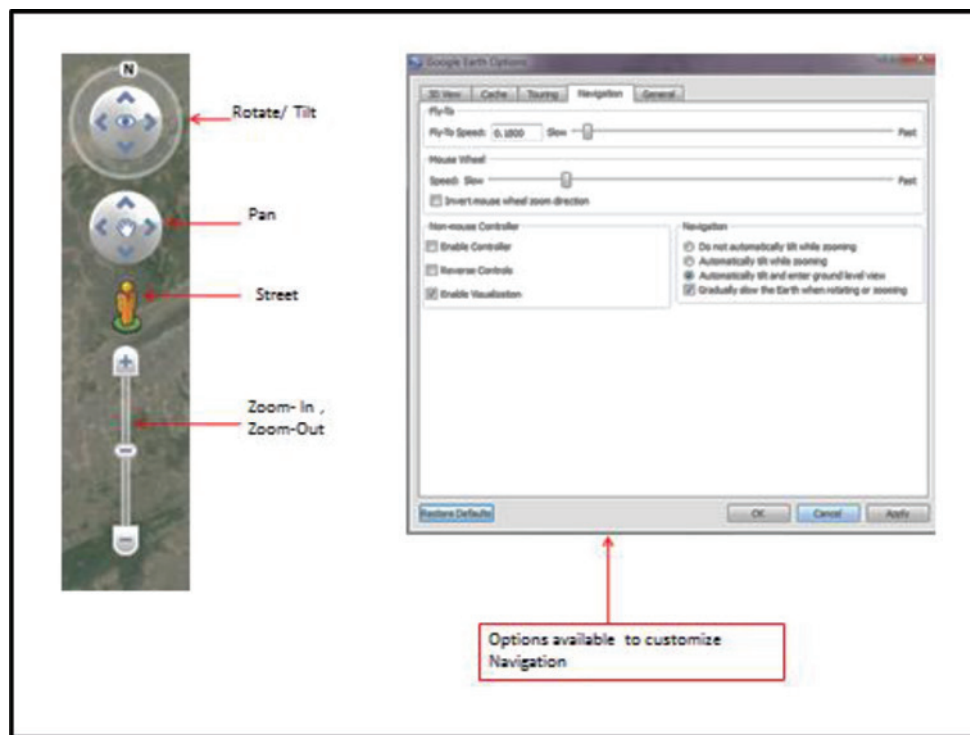 N
Rotate/ Tilt
Pan
Street
Zoom- In ,
Zoom-Out
Google Earth Options
3D View Cache Touring Navigation General
Fly-To
Fly-To Speed: 0.1800 Slow Fast
Mouse Wheel
Speed: Slow Fast
Invert mouse wheel zoom direction
Non-mouse Controller
Enable Controller
Reverse Controls
Enable Visualization
Navigation
Do not automatically tilt while zooming
Automatically tilt while zooming
Automatically tilt and enter ground level view
Gradually slow the Earth when rotating or zooming
Restore Defaults OK Cancel Apply
Options available to customize
Navigation